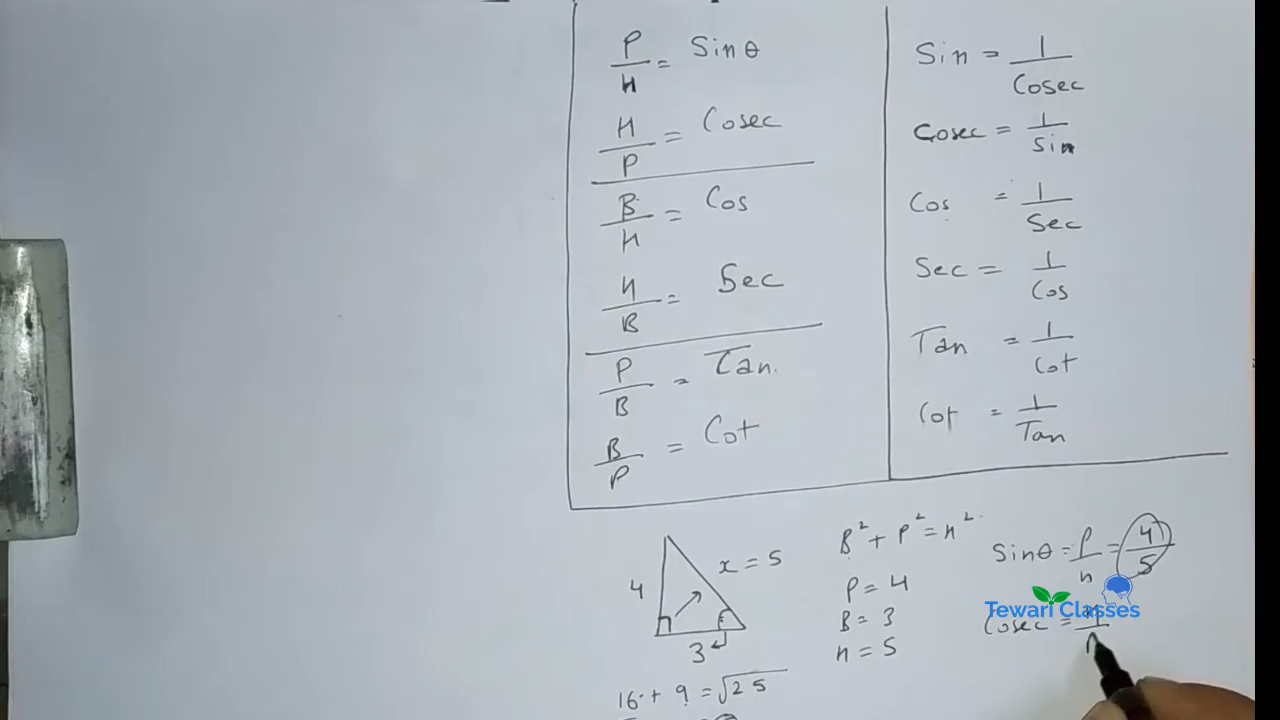 P/H = Sinθ
H/P = Cosec
B/H = Cos
H/B = Sec
P/B = Tan.
B/P = Cot
Sin = 1/Cosec
Cosec = 1/Sin
Cos = 1/Sec
Sec = 1/Cos
Tan = 1/Cot
Cot = 1/Tan
4
x = 5
3
16 + 9 = √25
B² + P² = H²
P = 4
B = 3
H = 5
Sinθ = P/H = 4/5
Tewari Classes
Cosec =